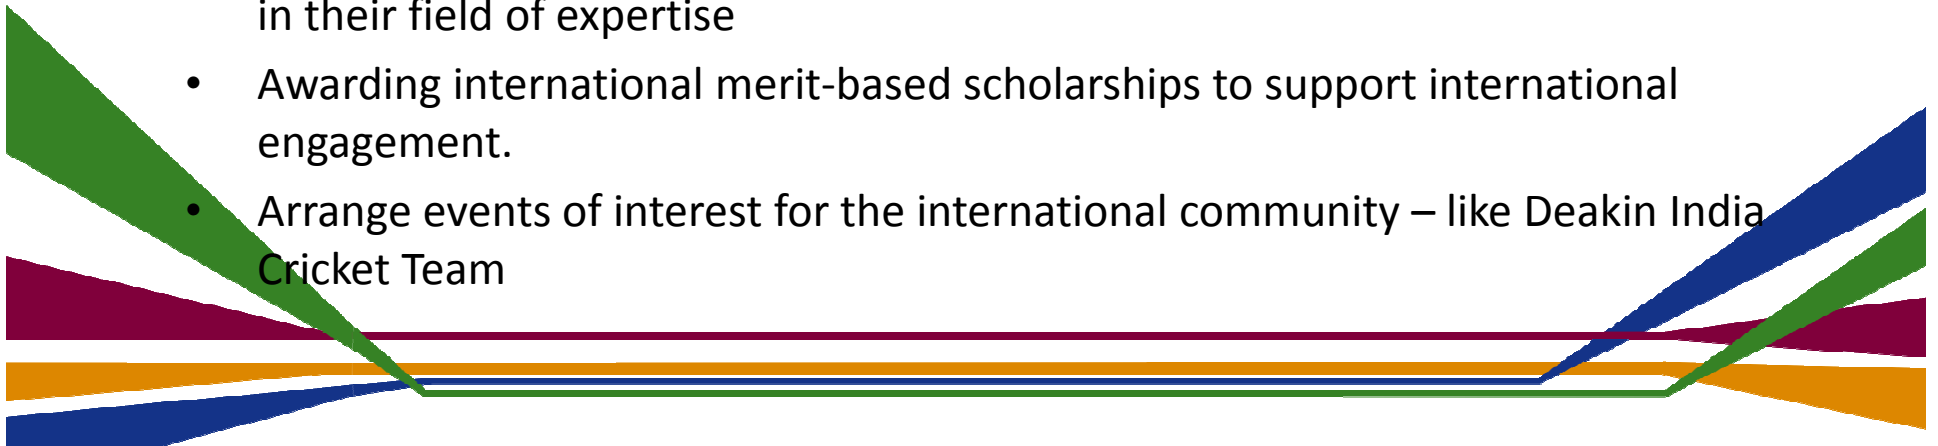 in their field of expertise
• Awarding international merit-based scholarships to support international
engagement.
• Arrange events of interest for the international community – like Deakin India
Cricket Team